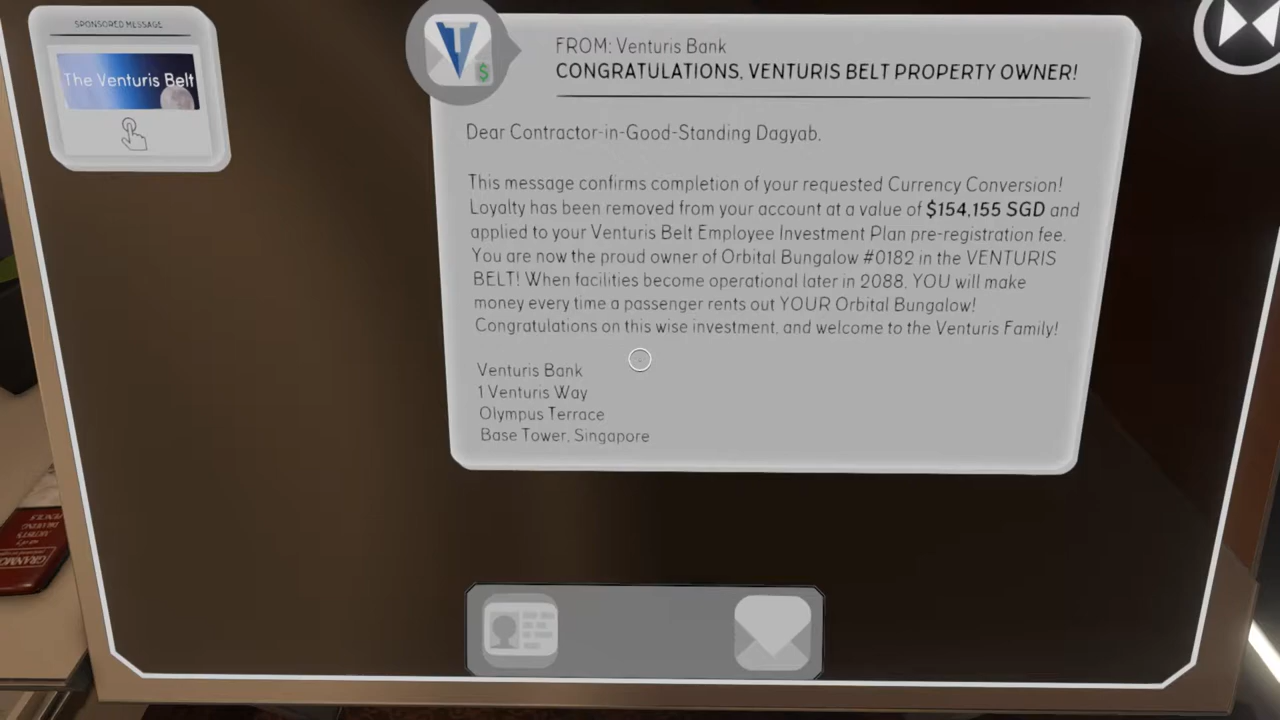 SPONSORED MESSAGE
The Venturis Belt
FROM: Venturis Bank
CONGRATULATIONS, VENTURIS BELT PROPERTY OWNER!
Dear Contractor-in-Good-Standing Dagyab,
This message confirms completion of your requested Currency Conversion!
Loyalty has been removed from your account at a value of $154,155 SGD and
applied to your Venturis Belt Employee Investment Plan pre-registration fee.
You are now the proud owner of Orbital Bungalow #0182 in the VENTURIS
BELT! When facilities become operational later in 2088, YOU will make
money every time a passenger rents out YOUR Orbital Bungalow!
Congratulations on this wise investment, and welcome to the Venturis Family!
Venturis Bank
1 Venturis Way
Olympus Terrace
Base Tower, Singapore